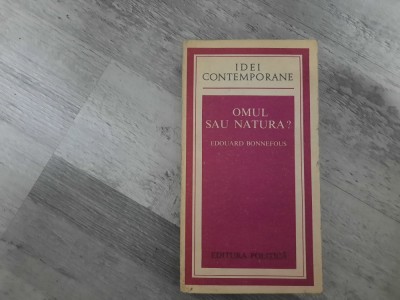 IDEI
CONTEMPORANE
OMUL
SAU NATURA?
EDOUARD BONNEFOUS
EDITURA POLITICĂ